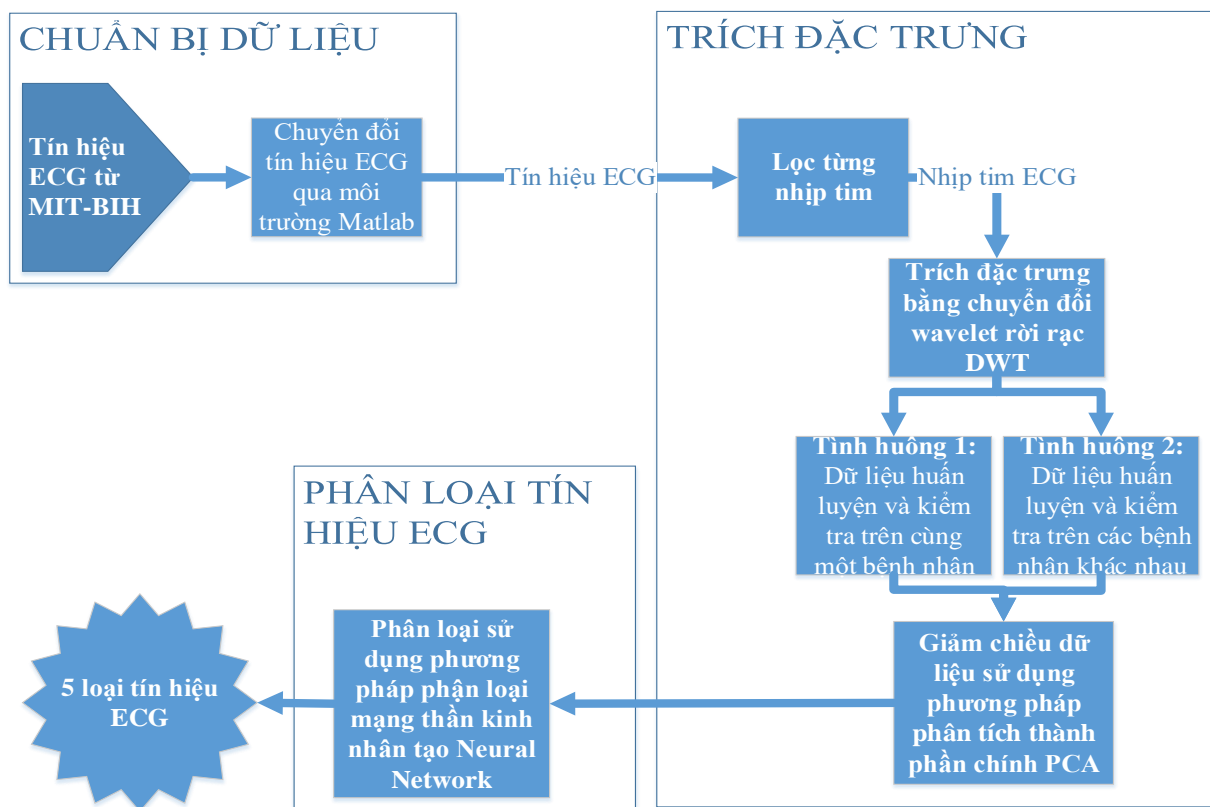 CHUẨN BỊ DỮ LIỆU
Tín hiệu
ECG từ
MIT-BIH
Chuyển đổi
tín hiệu ECG
qua môi
trường Matlab
Tín hiệu ECG
TRÍCH ĐẶC TRƯNG
Lọc từng
nhịp tim
Nhịp tim ECG
Trích đặc trưng
bằng chuyển đổi
wavelet rời rạc
DWT
Tình huông 1:
Dữ liệu huấn
luyện và kiểm
tra trên cùng
một bệnh nhân
Tình huông 2:
Dữ liệu huấn
luyện và kiểm
tra trên các bệnh
nhân khác nhau
Giảm chiều dữ
liệu sử dụng
phương pháp
phân tích thành
phần chính PCA
PHÂN LOẠI TÍN
HIỆU ECG
Phân loại sử
dụng phương
pháp phận loại
mạng thần kinh
nhân tạo Neural
Network
5 loại tín hiệu
ECG